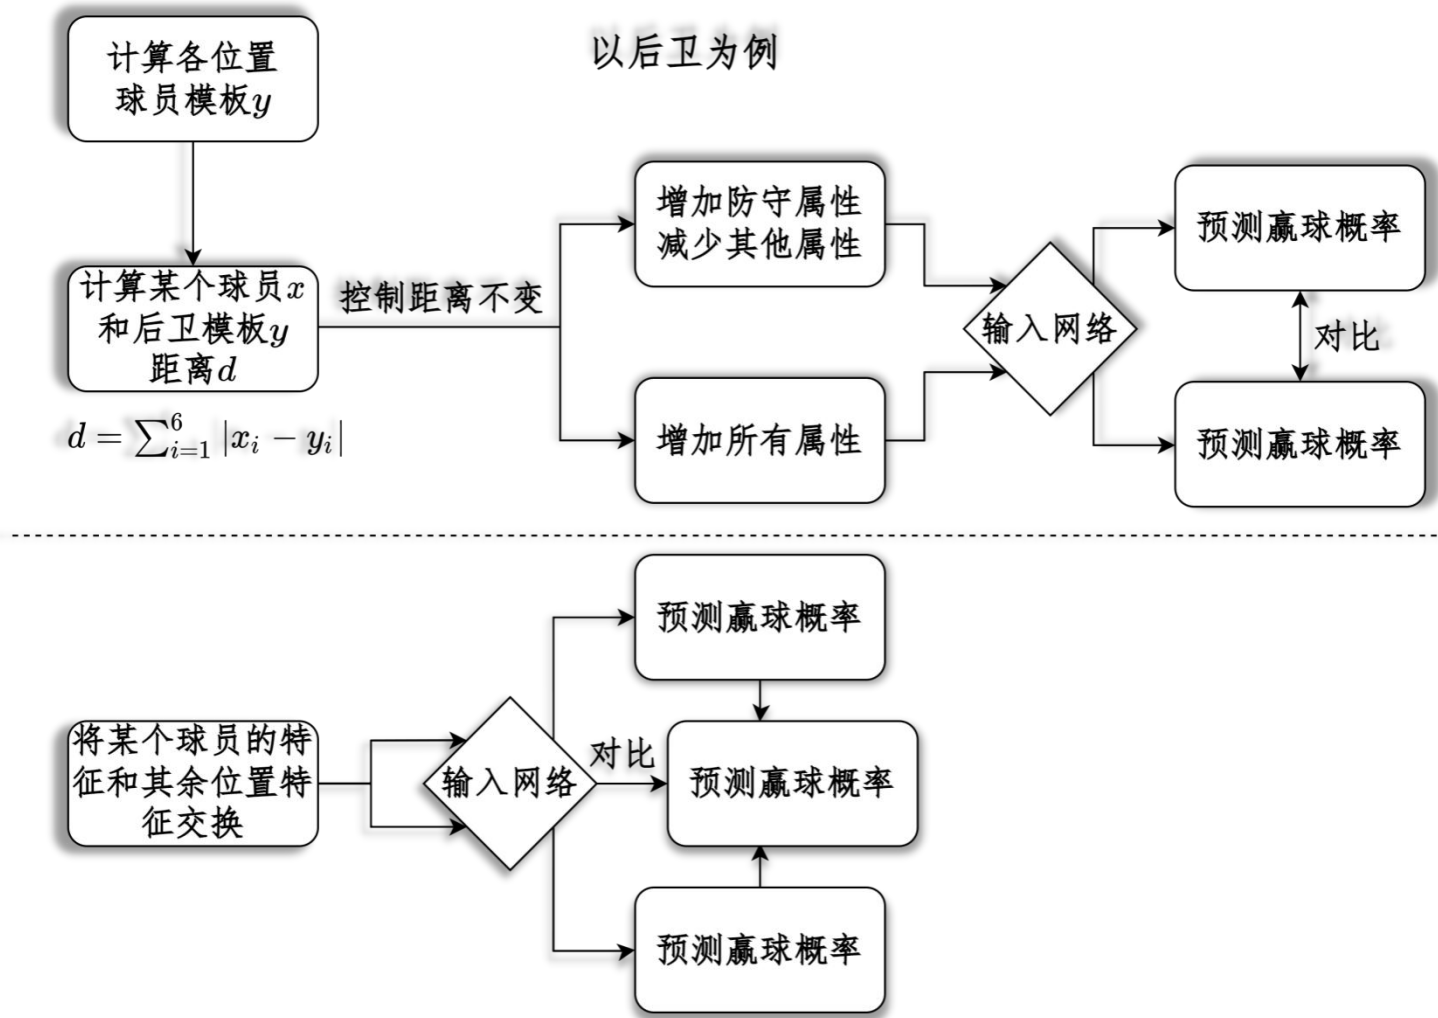 计算各位置
球员模板y
以后卫为例
计算某个球员x
和后卫模板y
距离d
d = ∑_{i=1}^{6} |x_i − y_i|
控制距离不变
增加防守属性
减少其他属性
增加所有属性
输入网络
预测赢球概率
对比
预测赢球概率
将某个球员的特
征和其余位置特
征交换
输入网络
预测赢球概率
对比
预测赢球概率
预测赢球概率